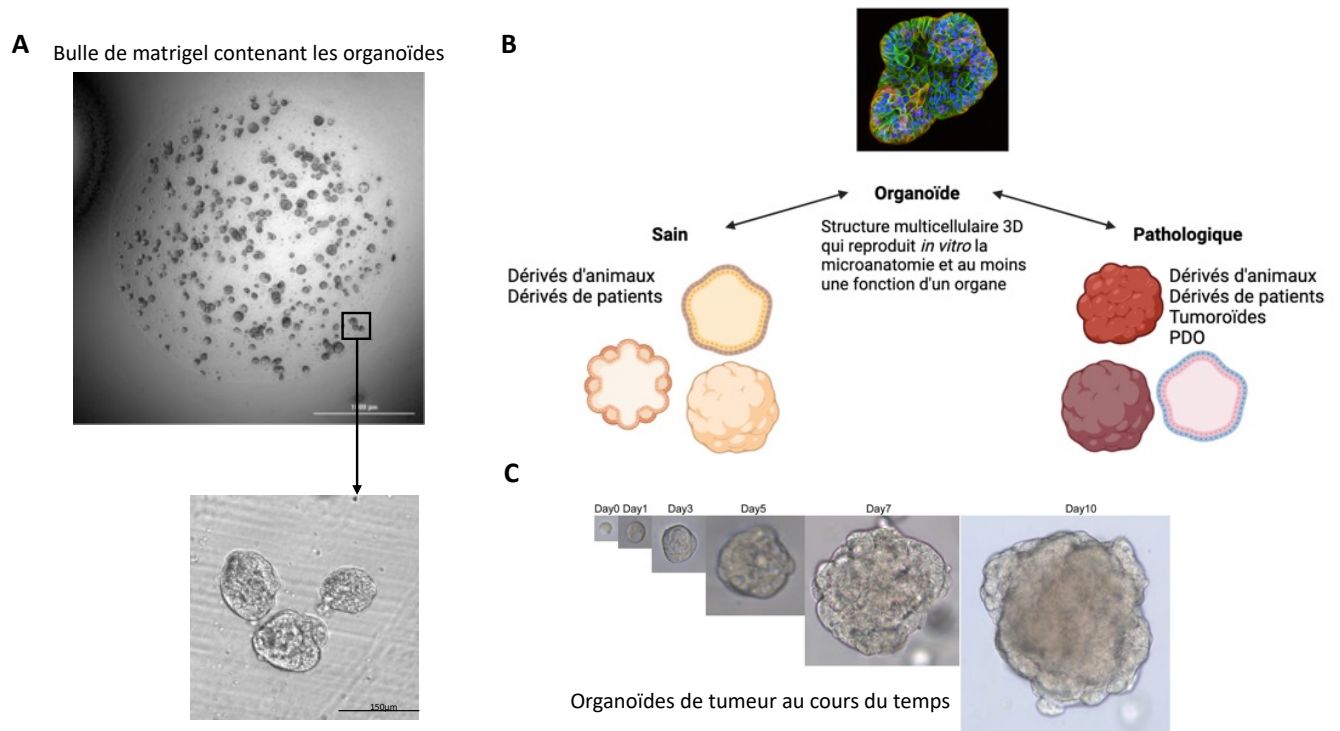 A
Bulle de matrigel contenant les organoïdes
150µm
B
Organoïde
Structure multicellulaire 3D
qui reproduit in vitro la
microanatomie et au moins
une fonction d'un organe
Sain
Dérivés d'animaux
Dérivés de patients
Pathologique
Dérivés d'animaux
Dérivés de patients
Tumoroïdes
PDO
C
Day0 Day1 Day3 Day5 Day7 Day10
Organoïdes de tumeur au cours du temps